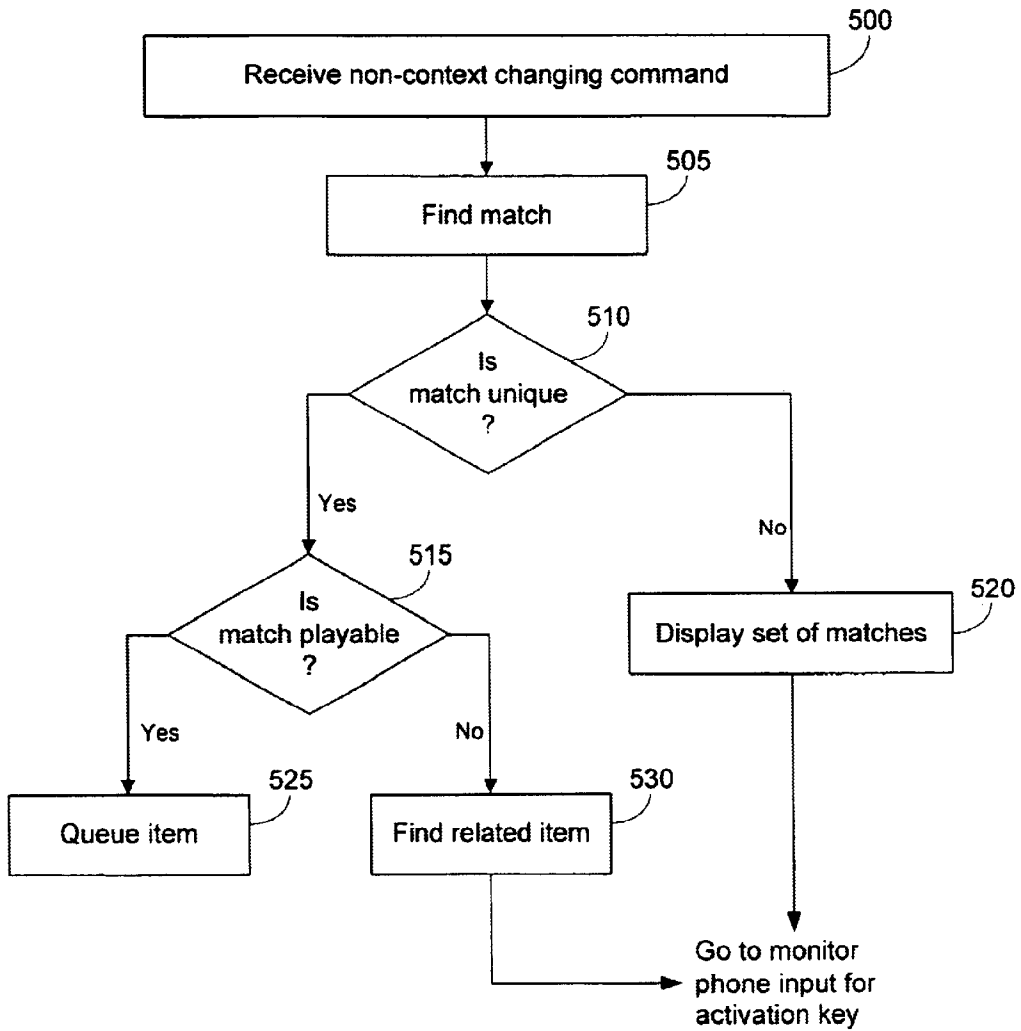 500
Receive non-context changing command
505
Find match
510
Is
match unique
?
Yes
No
515
Is
match playable
?
520
Display set of matches
Yes
No
525
Queue item
530
Find related item
Go to monitor
phone input for
activation key